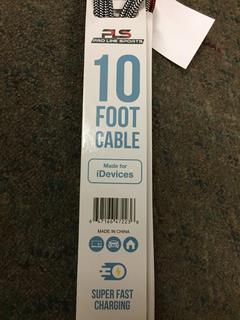 PLS
PRO LINE SPORTS
10
FOOT
CABLE
Made for
iDevices
MADE IN CHINA
SUPER FAST
CHARGING